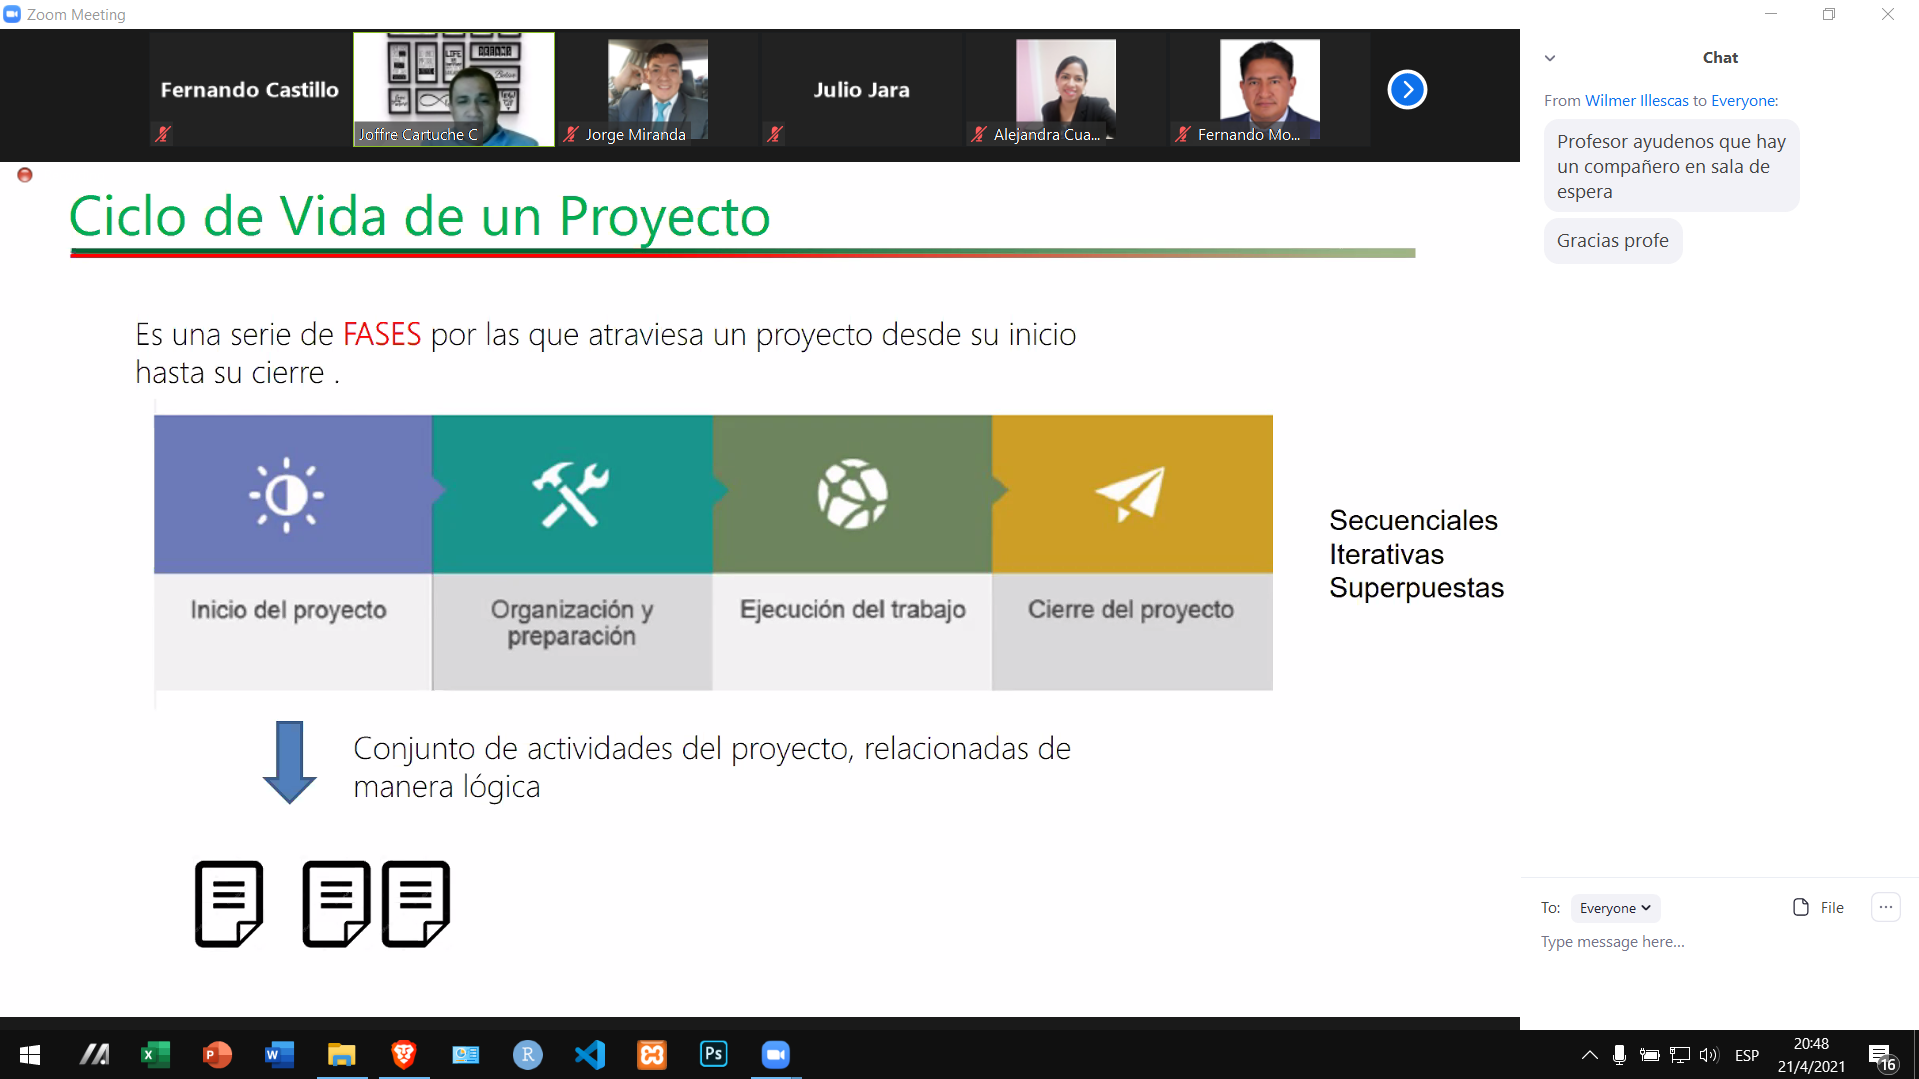 Zoom Meeting
Fernando Castillo
Joffre Cartuche C
Jorge Miranda
Julio Jara
Alejandra Cua...
Fernando Mo...
Ciclo de Vida de un Proyecto
Es una serie de FASES por las que atraviesa un proyecto desde su inicio
hasta su cierre .
Inicio del proyecto
Organización y
preparación
Ejecución del trabajo
Cierre del proyecto
Secuenciales
Iterativas
Superpuestas
Conjunto de actividades del proyecto, relacionadas de
manera lógica
Chat
From Wilmer Illescas to Everyone:
Profesor ayudenos que hay
un compañero en sala de
espera
Gracias profe
To: Everyone
File
Type message here...
X
P
W
R
Ps
ESP
20:48
21/4/2021
16